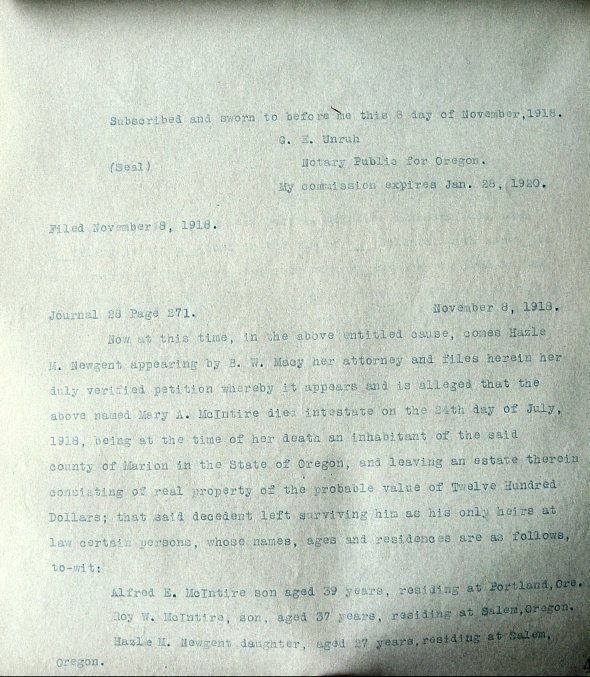 Subscribed and sworn to before me this 8 day of November,1918.
G. E. Unruh
(Seal)
Notary Public for Oregon.
My commission expires Jan. 28, 1920.
Filed November 8, 1918.
Journal 28 Page 271.
November 8, 1918.
Now at this time, in the above entitled cause, comes Hazle
M. Newgent appearing by B. W. Macy her attorney and files herein her
duly verified petition whereby it appears and is alleged that the
above named Mary A. McIntire died intestate on the 24th day of July,
1918, being at the time of her death an inhabitant of the said
county of Marion in the State of Oregon, and leaving an estate therein
consisting of real property of the probable value of Twelve Hundred
Dollars; that said decedent left surviving him as his only heirs at
law certain persons, whose names, ages and residences are as follows,
to-wit:
Alfred E. McIntire son aged 39 years, residing at Portland,Ore.
Roy W. McIntire, son, aged 37 years, residing at Salem,Oregon.
Hazle M. Newgent daughter, aged 27 years,residing at Salem,
Oregon.